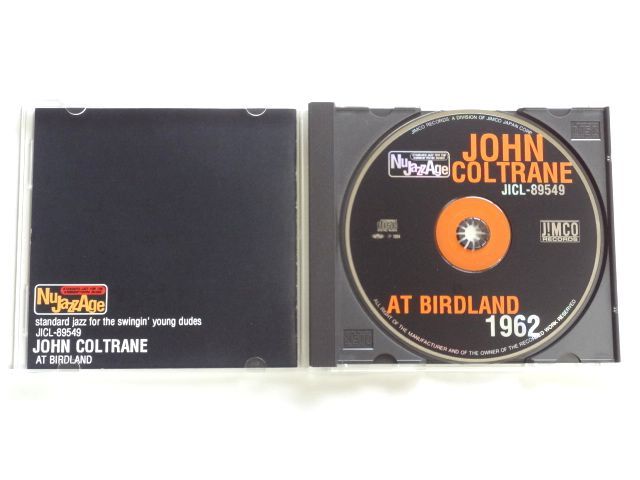 NuJazzAge
standard jazz for the swingin' young dudes
JICL-89549
JOHN COLTRANE
AT BIRDLAND
JIMCO RECORDS: A DIVISION OF JIMCO JAPAN CORP.
NuJazzAge
JOHN
COLTRANE
JICL-89549
J!MCO
RECORDS
AT BIRDLAND
1962
ALL RIGHT OF THE MANUFACTURER AND OF THE OWNER OF THE RECORDED WORK RESERVED